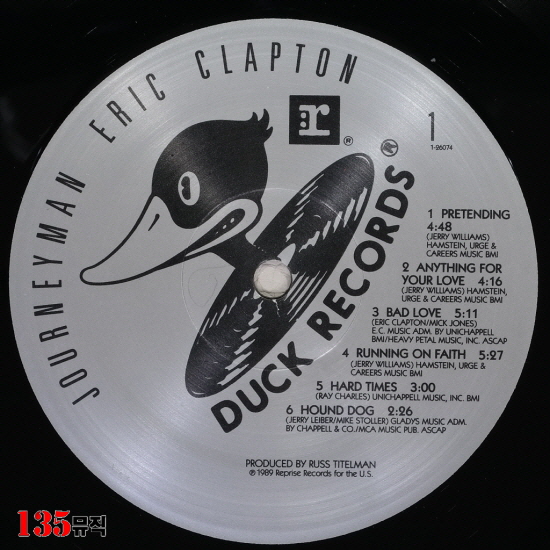 JOURNEYMAN ERIC CLAPTON
r
®
®
1
1-26074
DUCK RECORDS
1 PRETENDING
4:48
(JERRY WILLIAMS)
HAMSTEIN, URGE &
CAREERS MUSIC BMI
2 ANYTHING FOR
YOUR LOVE 4:16
(JERRY WILLIAMS) HAMSTEIN,
URGE & CAREERS MUSIC BMI
3 BAD LOVE 5:11
(ERIC CLAPTON/MICK JONES)
E.C. MUSIC ADM. BY UNICHAPPELL
BMI/HEAVY PETAL MUSIC, INC. ASCAP
4 RUNNING ON FAITH 5:27
(JERRY WILLIAMS) HAMSTEIN, URGE &
CAREERS MUSIC BMI
5 HARD TIMES 3:00
(RAY CHARLES) UNICHAPPELL MUSIC, INC. BMI
6 HOUND DOG 2:26
(JERRY LEIBER/MIKE STOLLER) GLADYS MUSIC ADM.
BY CHAPPELL & CO./MCA MUSIC PUB. ASCAP
PRODUCED BY RUSS TITELMAN
℗ 1989 Reprise Records for the U.S.
135뮤직